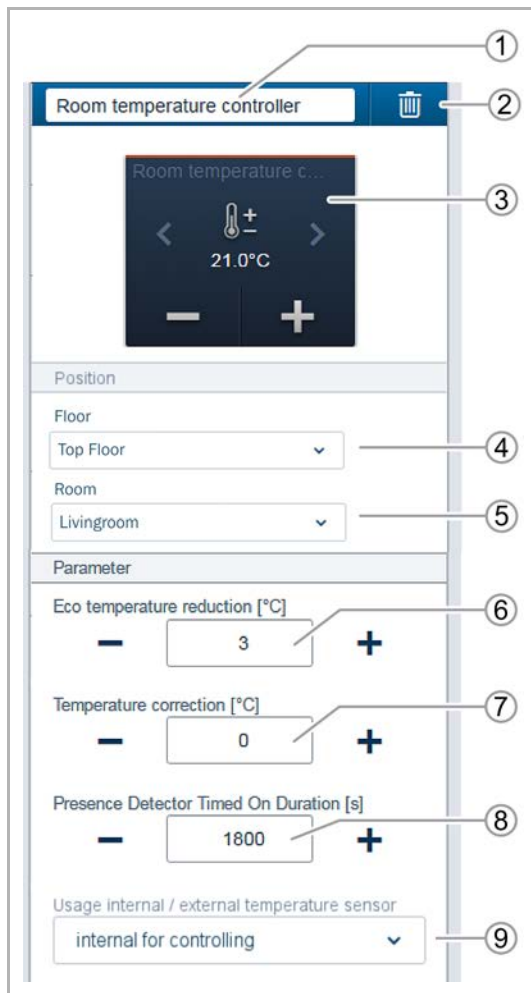 ①
Room temperature controller
②
Room temperature c...
③
21.0°C
Position
Floor
Top Floor
④
Room
Livingroom
⑤
Parameter
Eco temperature reduction [°C]
⑥
− 3 +
Temperature correction [°C]
⑦
− 0 +
Presence Detector Timed On Duration [s]
⑧
− 1800 +
Usage internal / external temperature sensor
internal for controlling
⑨